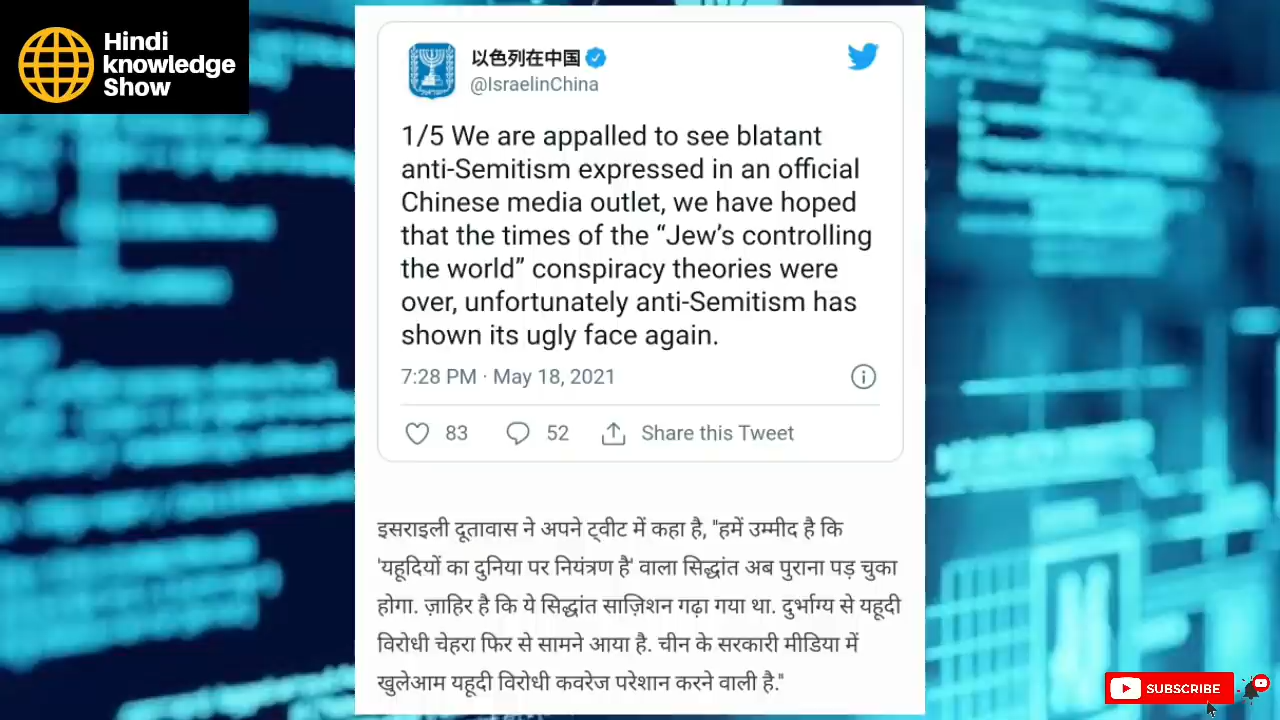 Hindi
knowledge
Show
以色列在中国
@IsraelinChina
1/5 We are appalled to see blatant
anti-Semitism expressed in an official
Chinese media outlet, we have hoped
that the times of the “Jew’s controlling
the world” conspiracy theories were
over, unfortunately anti-Semitism has
shown its ugly face again.
7:28 PM · May 18, 2021
83 52 Share this Tweet
इसराइली दूतावास ने अपने ट्वीट में कहा है, "हमें उम्मीद है कि
'यहूदियों का दुनिया पर नियंत्रण है' वाला सिद्धांत अब पुराना पड़ चुका
होगा. ज़ाहिर है कि ये सिद्धांत साज़िशन गढ़ा गया था. दुर्भाग्य से यहूदी
विरोधी चेहरा फिर से सामने आया है. चीन के सरकारी मीडिया में
खुलेआम यहूदी विरोधी कवरेज परेशान करने वाली है."
SUBSCRIBE